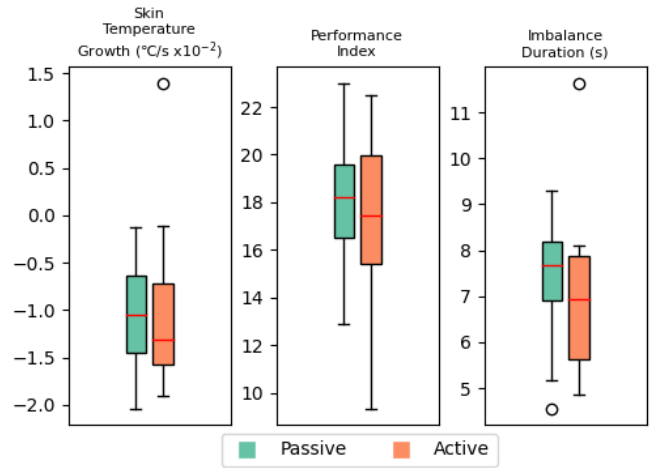 Skin
Temperature
Growth (°C/s x10⁻²)
1.5
1.0
0.5
0.0
−0.5
−1.0
−1.5
−2.0
Performance
Index
22
20
18
16
14
12
10
Imbalance
Duration (s)
11
10
9
8
7
6
5
Passive Active